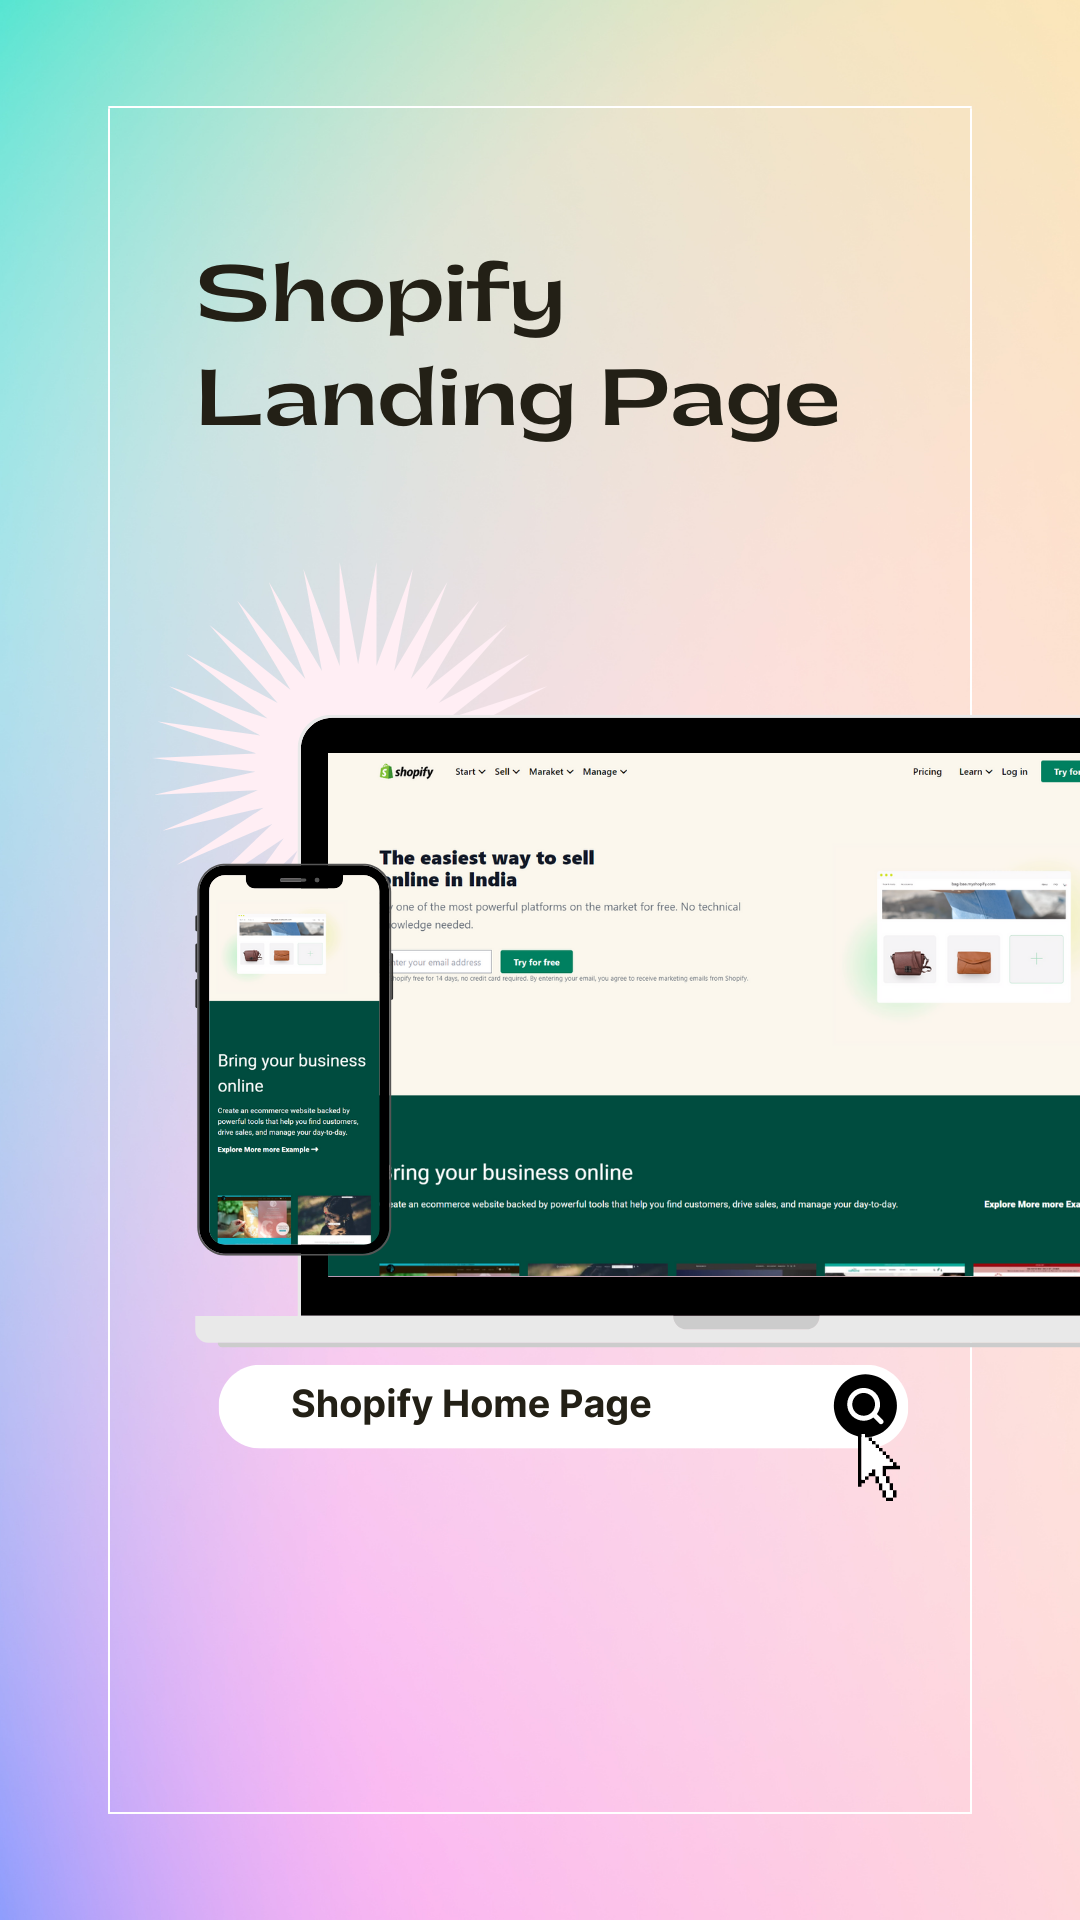 Shopify
Landing Page
shopify
Start Sell Maraket Manage
Pricing Learn Log in Try for
The easiest way to sell
online in India
one of the most powerful platforms on the market for free. No technical
owledge needed.
nter your email address Try for free
hopify free for 14 days, no credit card required. By entering your email, you agree to receive marketing emails from Shopify.
Bring your business online
eate an ecommerce website backed by powerful tools that help you find customers, drive sales, and manage your day-to-day.
Explore More more Exa
Bring your business
online
Create an ecommerce website backed by
powerful tools that help you find customers,
drive sales, and manage your day-to-day.
Explore More more Example →
Shopify Home Page